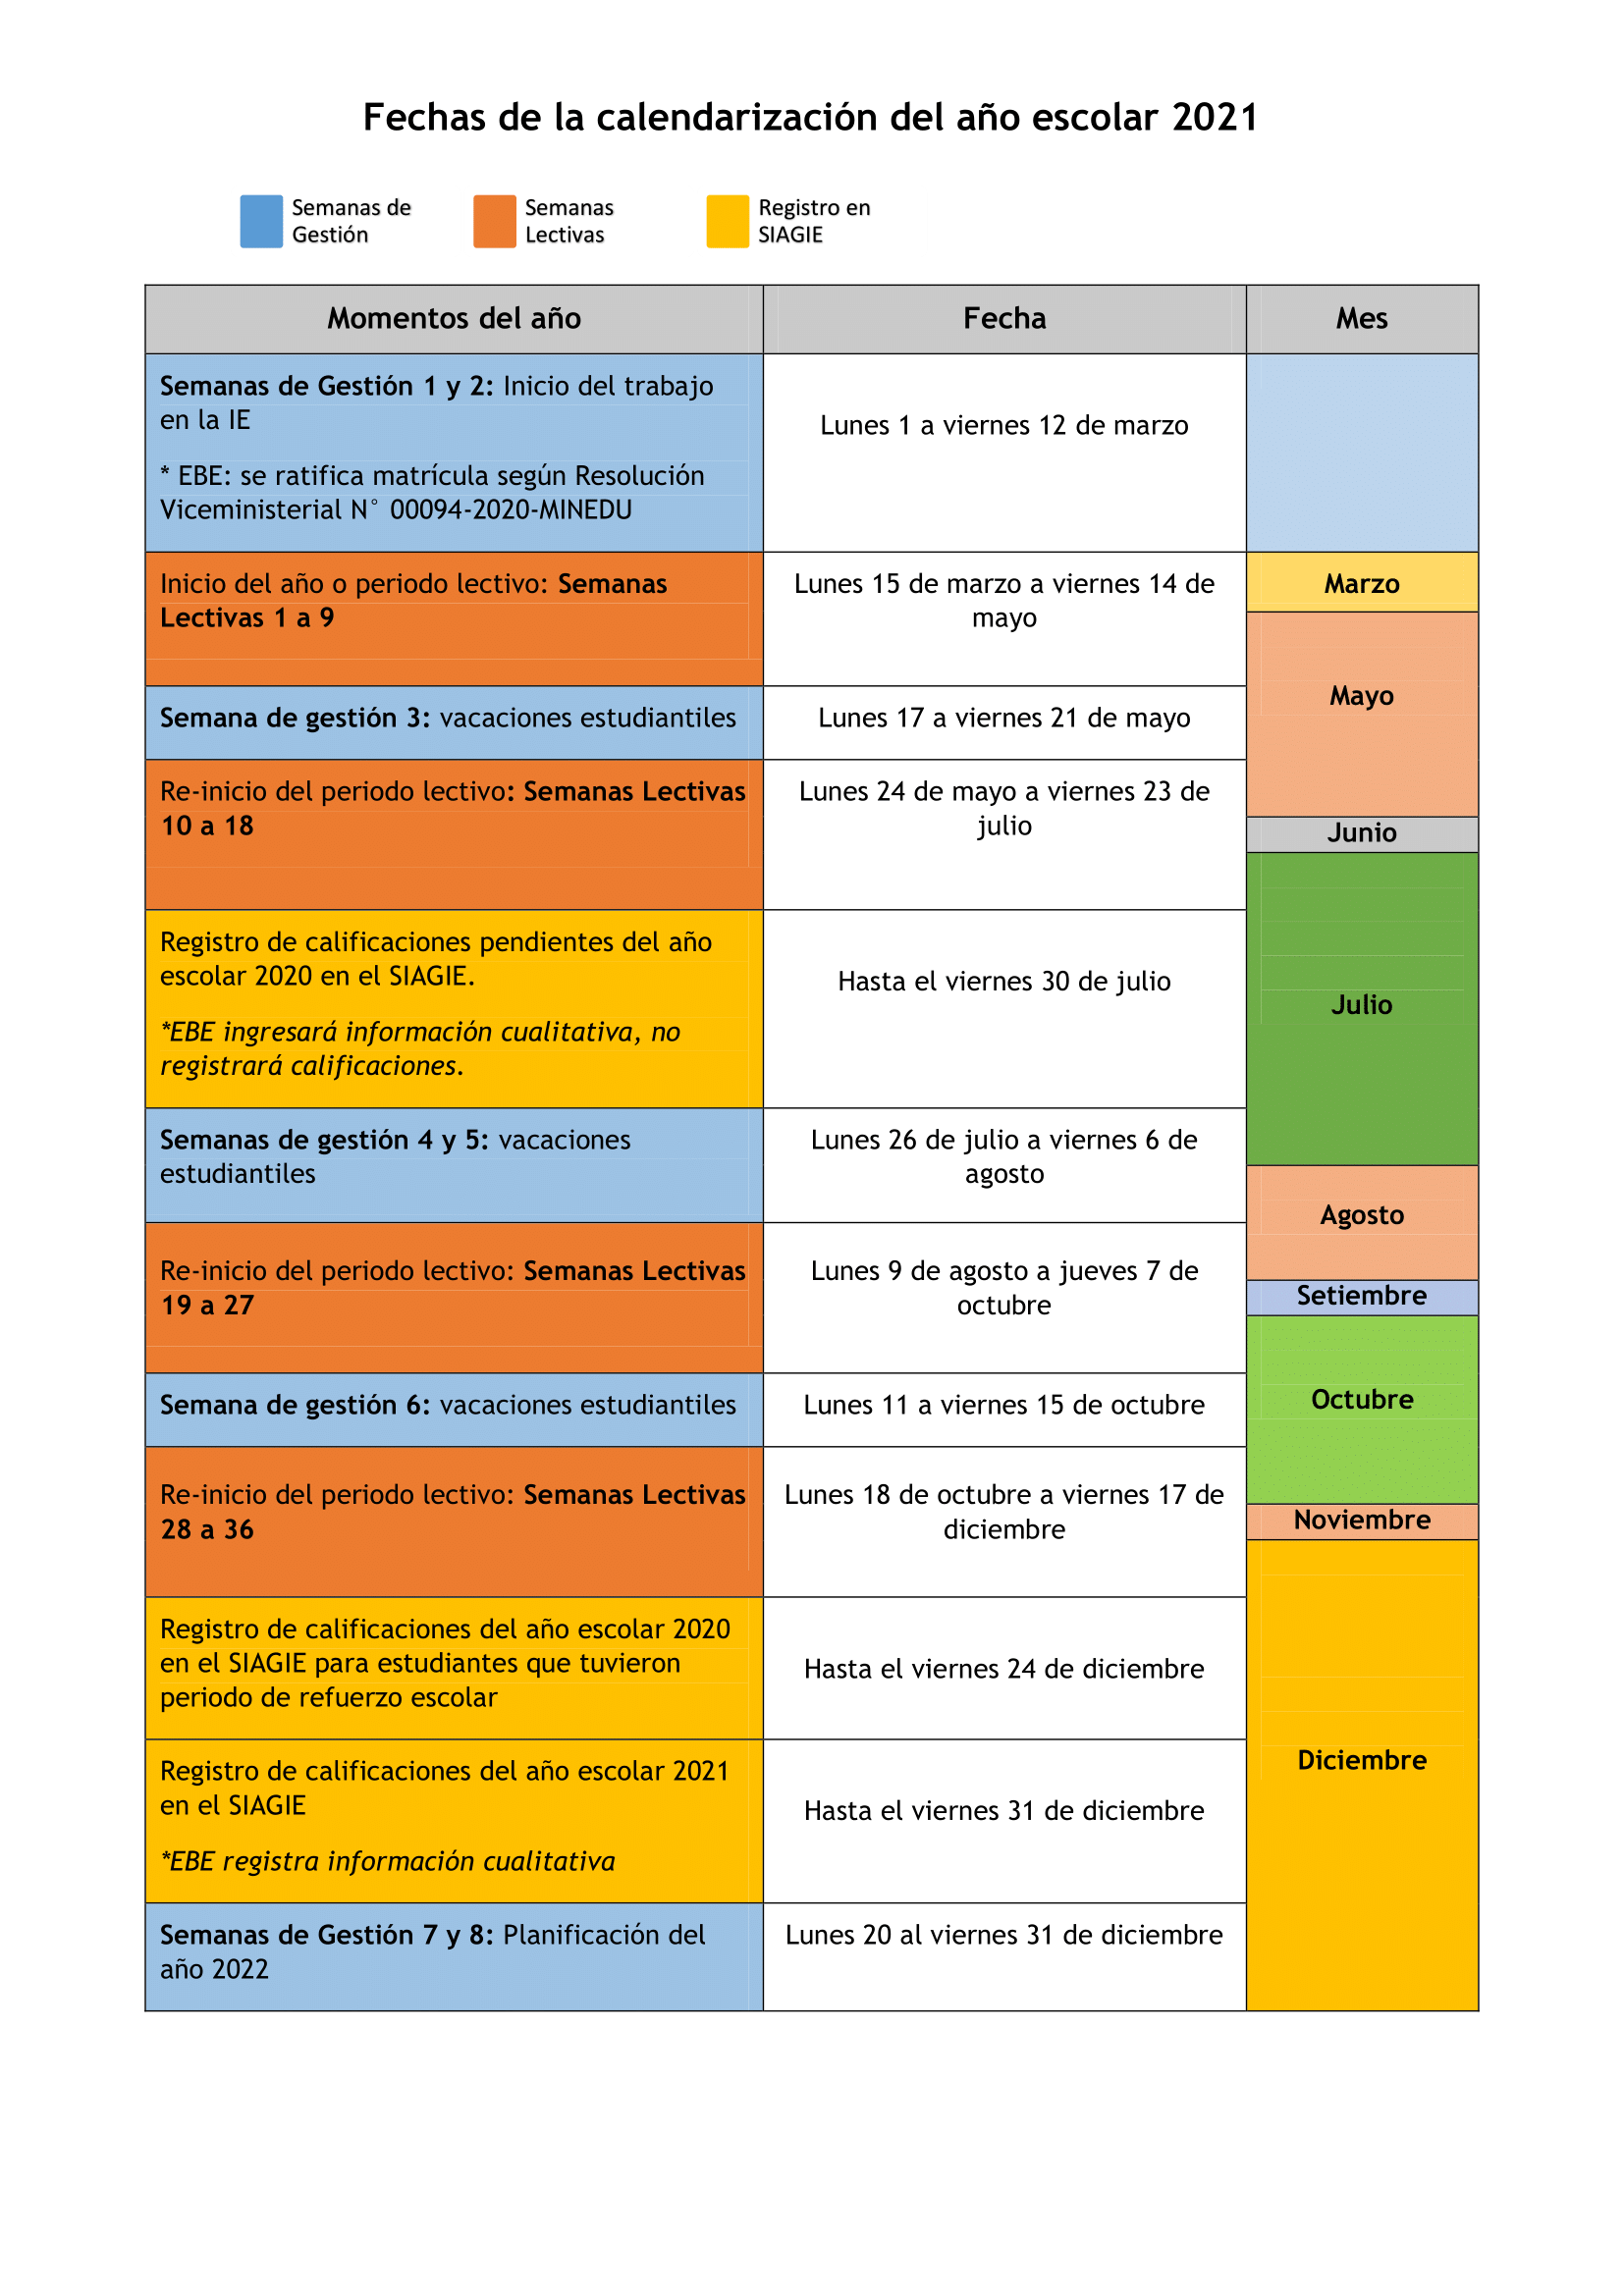 Fechas de la calendarización del año escolar 2021
Semanas de
Gestión
Semanas
Lectivas
Registro en
SIAGIE
Momentos del año
Fecha
Mes
Semanas de Gestión 1 y 2: Inicio del trabajo
en la IE
* EBE: se ratifica matrícula según Resolución
Viceministerial N° 00094-2020-MINEDU
Lunes 1 a viernes 12 de marzo
Inicio del año o periodo lectivo: Semanas
Lectivas 1 a 9
Lunes 15 de marzo a viernes 14 de
mayo
Marzo
Mayo
Semana de gestión 3: vacaciones estudiantiles
Lunes 17 a viernes 21 de mayo
Re-inicio del periodo lectivo: Semanas Lectivas
10 a 18
Lunes 24 de mayo a viernes 23 de
julio
Junio
Registro de calificaciones pendientes del año
escolar 2020 en el SIAGIE.
*EBE ingresará información cualitativa, no
registrará calificaciones.
Hasta el viernes 30 de julio
Julio
Semanas de gestión 4 y 5: vacaciones
estudiantiles
Lunes 26 de julio a viernes 6 de
agosto
Agosto
Re-inicio del periodo lectivo: Semanas Lectivas
19 a 27
Lunes 9 de agosto a jueves 7 de
octubre
Setiembre
Octubre
Semana de gestión 6: vacaciones estudiantiles
Lunes 11 a viernes 15 de octubre
Re-inicio del periodo lectivo: Semanas Lectivas
28 a 36
Lunes 18 de octubre a viernes 17 de
diciembre
Noviembre
Registro de calificaciones del año escolar 2020
en el SIAGIE para estudiantes que tuvieron
periodo de refuerzo escolar
Hasta el viernes 24 de diciembre
Diciembre
Registro de calificaciones del año escolar 2021
en el SIAGIE
*EBE registra información cualitativa
Hasta el viernes 31 de diciembre
Semanas de Gestión 7 y 8: Planificación del
año 2022
Lunes 20 al viernes 31 de diciembre